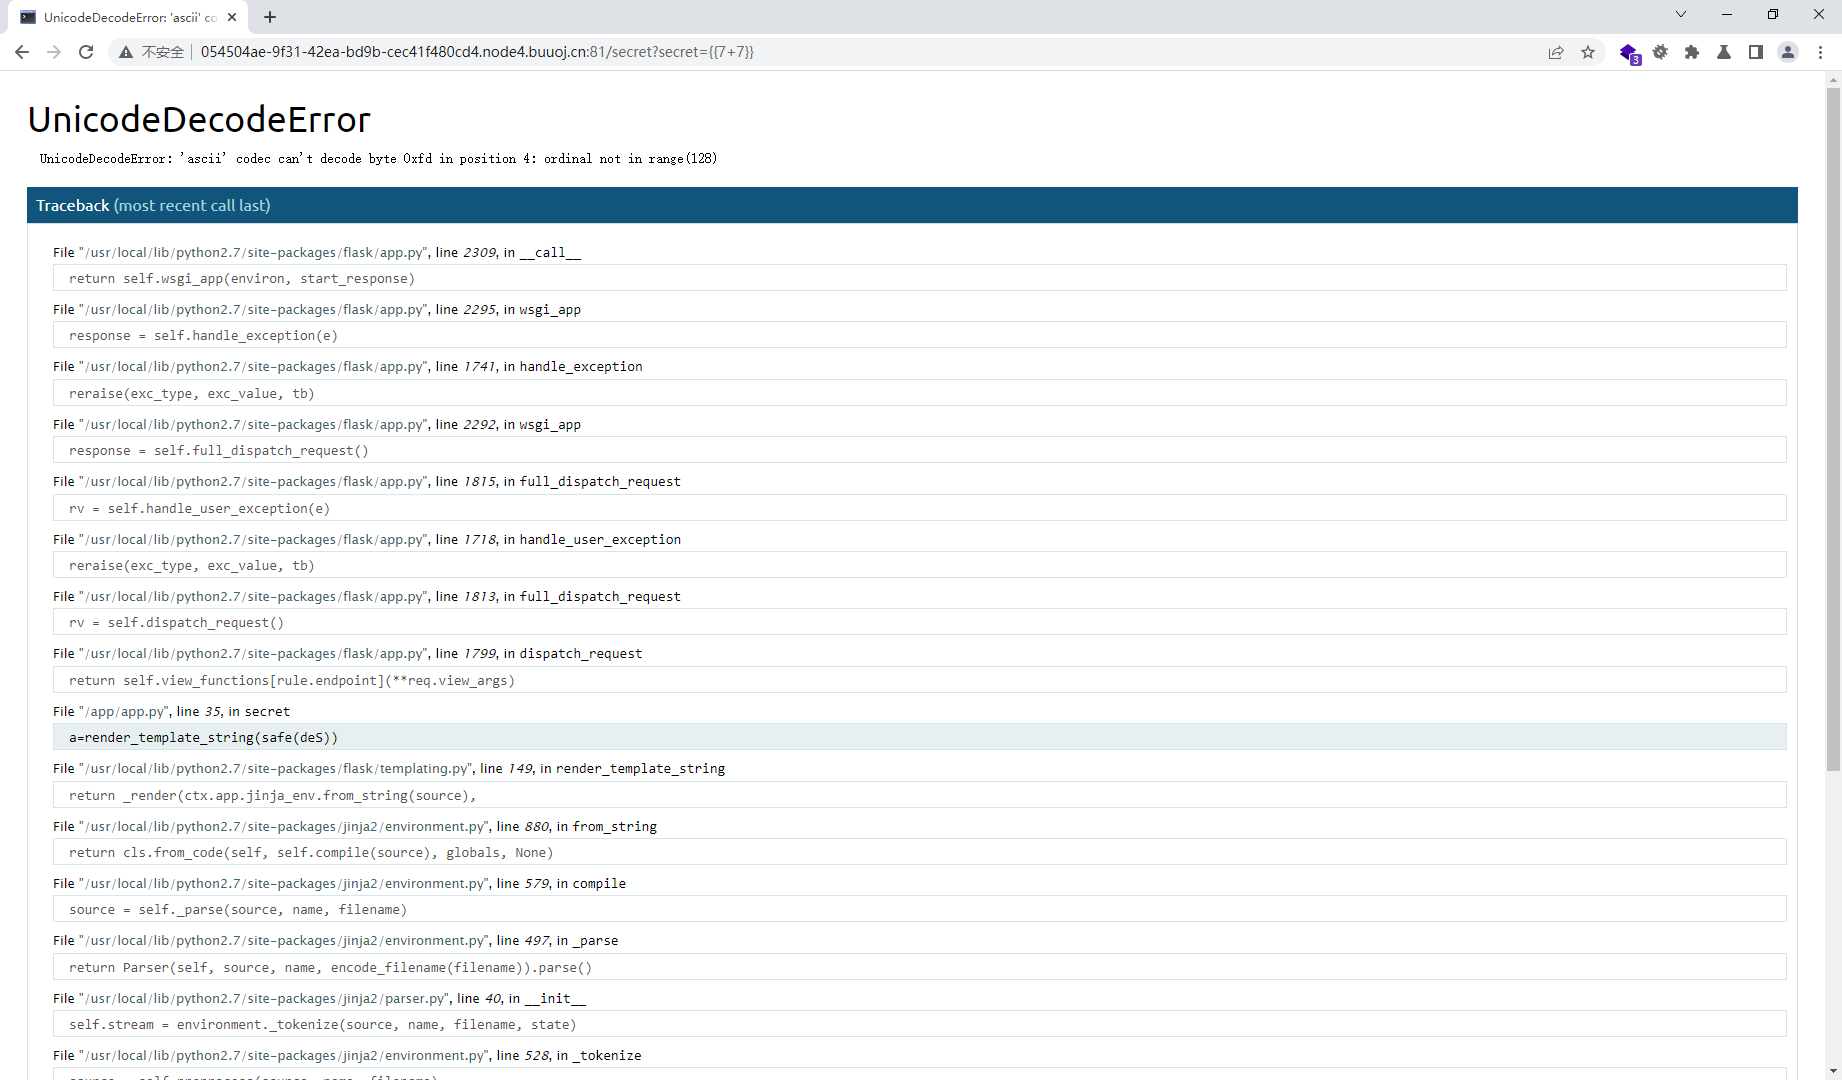 UnicodeDecodeError: 'ascii' co
不安全
054504ae-9f31-42ea-bd9b-cec41f480cd4.node4.buuoj.cn:81/secret?secret={{7+7}}
3
UnicodeDecodeError
UnicodeDecodeError: 'ascii' codec can't decode byte 0xfd in position 4: ordinal not in range(128)
Traceback (most recent call last)
File "/usr/local/lib/python2.7/site-packages/flask/app.py", line 2309, in __call__
return self.wsgi_app(environ, start_response)
File "/usr/local/lib/python2.7/site-packages/flask/app.py", line 2295, in wsgi_app
response = self.handle_exception(e)
File "/usr/local/lib/python2.7/site-packages/flask/app.py", line 1741, in handle_exception
reraise(exc_type, exc_value, tb)
File "/usr/local/lib/python2.7/site-packages/flask/app.py", line 2292, in wsgi_app
response = self.full_dispatch_request()
File "/usr/local/lib/python2.7/site-packages/flask/app.py", line 1815, in full_dispatch_request
rv = self.handle_user_exception(e)
File "/usr/local/lib/python2.7/site-packages/flask/app.py", line 1718, in handle_user_exception
reraise(exc_type, exc_value, tb)
File "/usr/local/lib/python2.7/site-packages/flask/app.py", line 1813, in full_dispatch_request
rv = self.dispatch_request()
File "/usr/local/lib/python2.7/site-packages/flask/app.py", line 1799, in dispatch_request
return self.view_functions[rule.endpoint](**req.view_args)
File "/app/app.py", line 35, in secret
a=render_template_string(safe(deS))
File "/usr/local/lib/python2.7/site-packages/flask/templating.py", line 149, in render_template_string
return _render(ctx.app.jinja_env.from_string(source),
File "/usr/local/lib/python2.7/site-packages/jinja2/environment.py", line 880, in from_string
return cls.from_code(self, self.compile(source), globals, None)
File "/usr/local/lib/python2.7/site-packages/jinja2/environment.py", line 579, in compile
source = self._parse(source, name, filename)
File "/usr/local/lib/python2.7/site-packages/jinja2/environment.py", line 497, in _parse
return Parser(self, source, name, encode_filename(filename)).parse()
File "/usr/local/lib/python2.7/site-packages/jinja2/parser.py", line 40, in __init__
self.stream = environment._tokenize(source, name, filename, state)
File "/usr/local/lib/python2.7/site-packages/jinja2/environment.py", line 528, in _tokenize